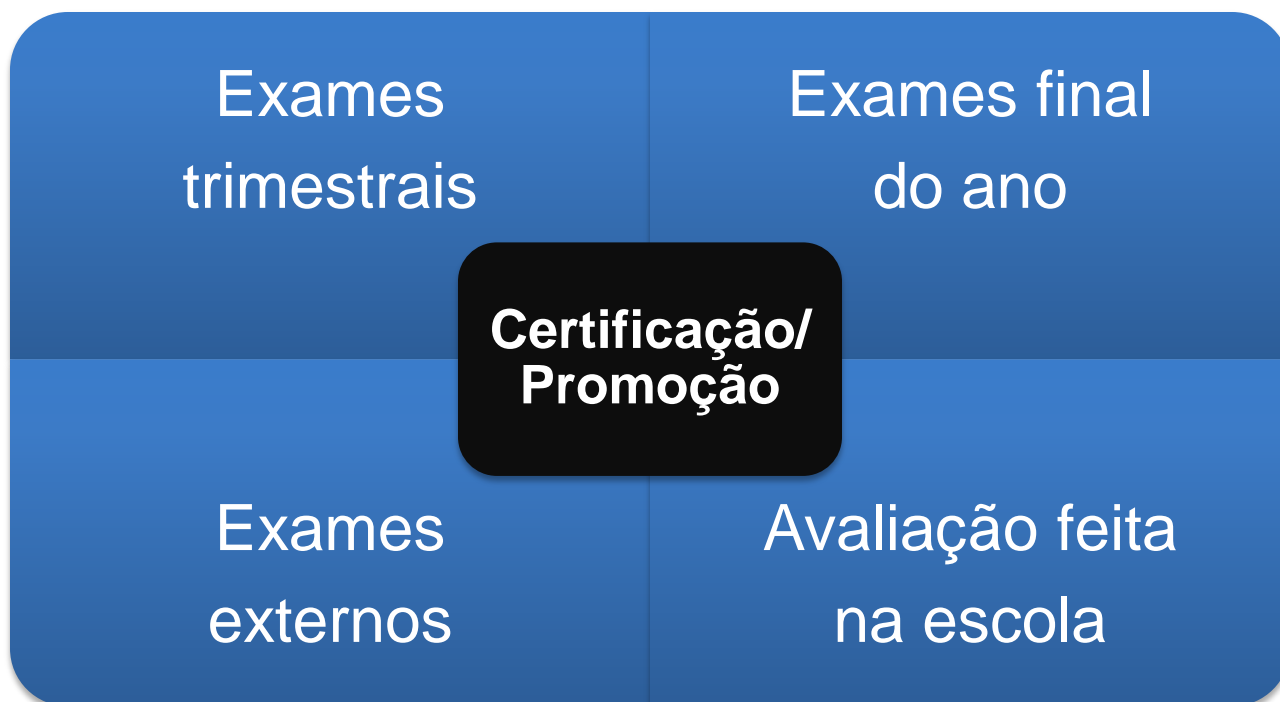 Exames
trimestrais
Exames final
do ano
Certificação/
Promoção
Exames
externos
Avaliação feita
na escola